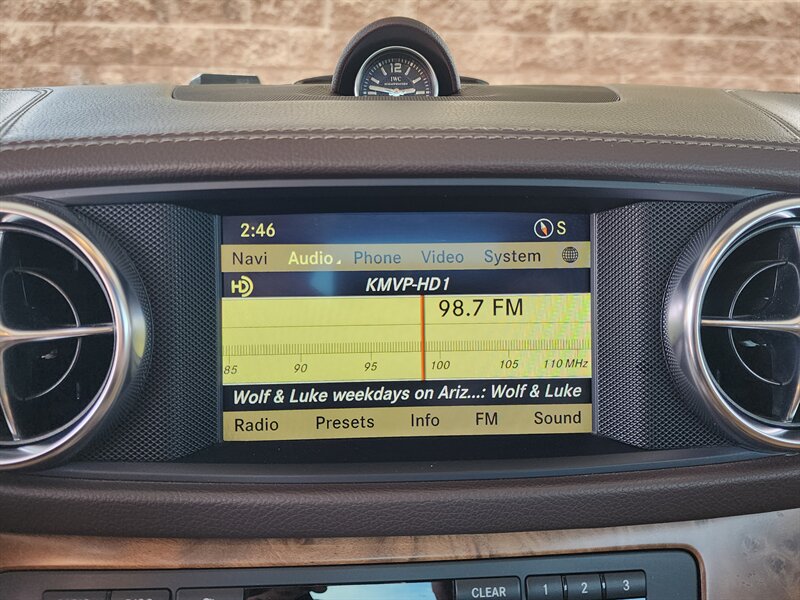 12
IWC
2:46 S
Navi Audio Phone Video System
HD KMVP-HD1
98.7 FM
85 90 95 100 105 110 MHz
Wolf & Luke weekdays on Ariz...: Wolf & Luke
Radio Presets Info FM Sound
CLEAR 1 2 3